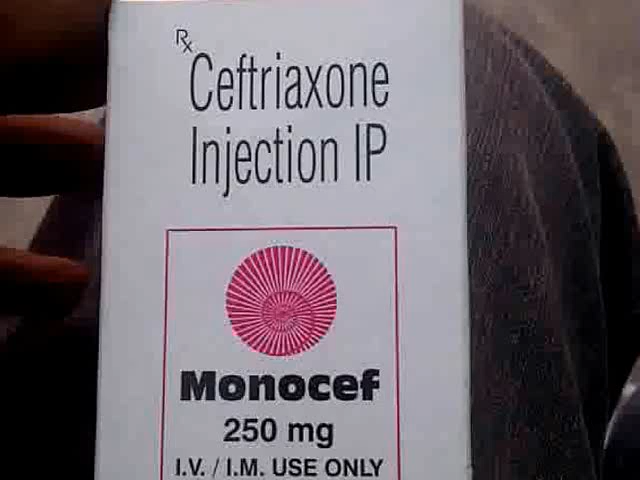 Rx
Ceftriaxone
Injection IP
Monocef
250 mg
I.V. / I.M. USE ONLY